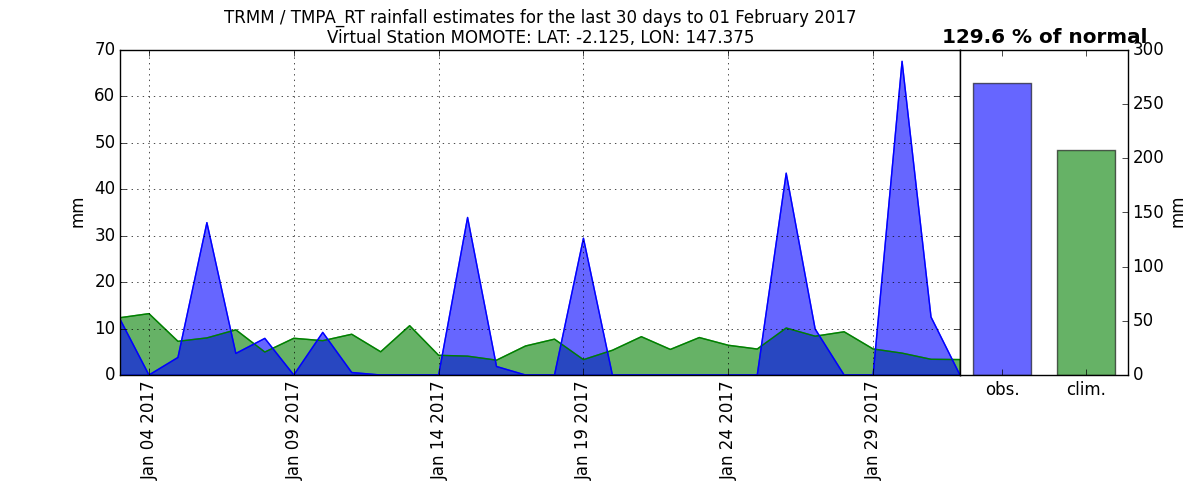 TRMM / TMPA_RT rainfall estimates for the last 30 days to 01 February 2017
Virtual Station MOMOTE: LAT: -2.125, LON: 147.375
129.6 % of normal
70
60
50
40
30
20
10
0
mm
Jan 04 2017
Jan 09 2017
Jan 14 2017
Jan 19 2017
Jan 24 2017
Jan 29 2017
obs.
clim.
300
250
200
150
100
50
0
mm